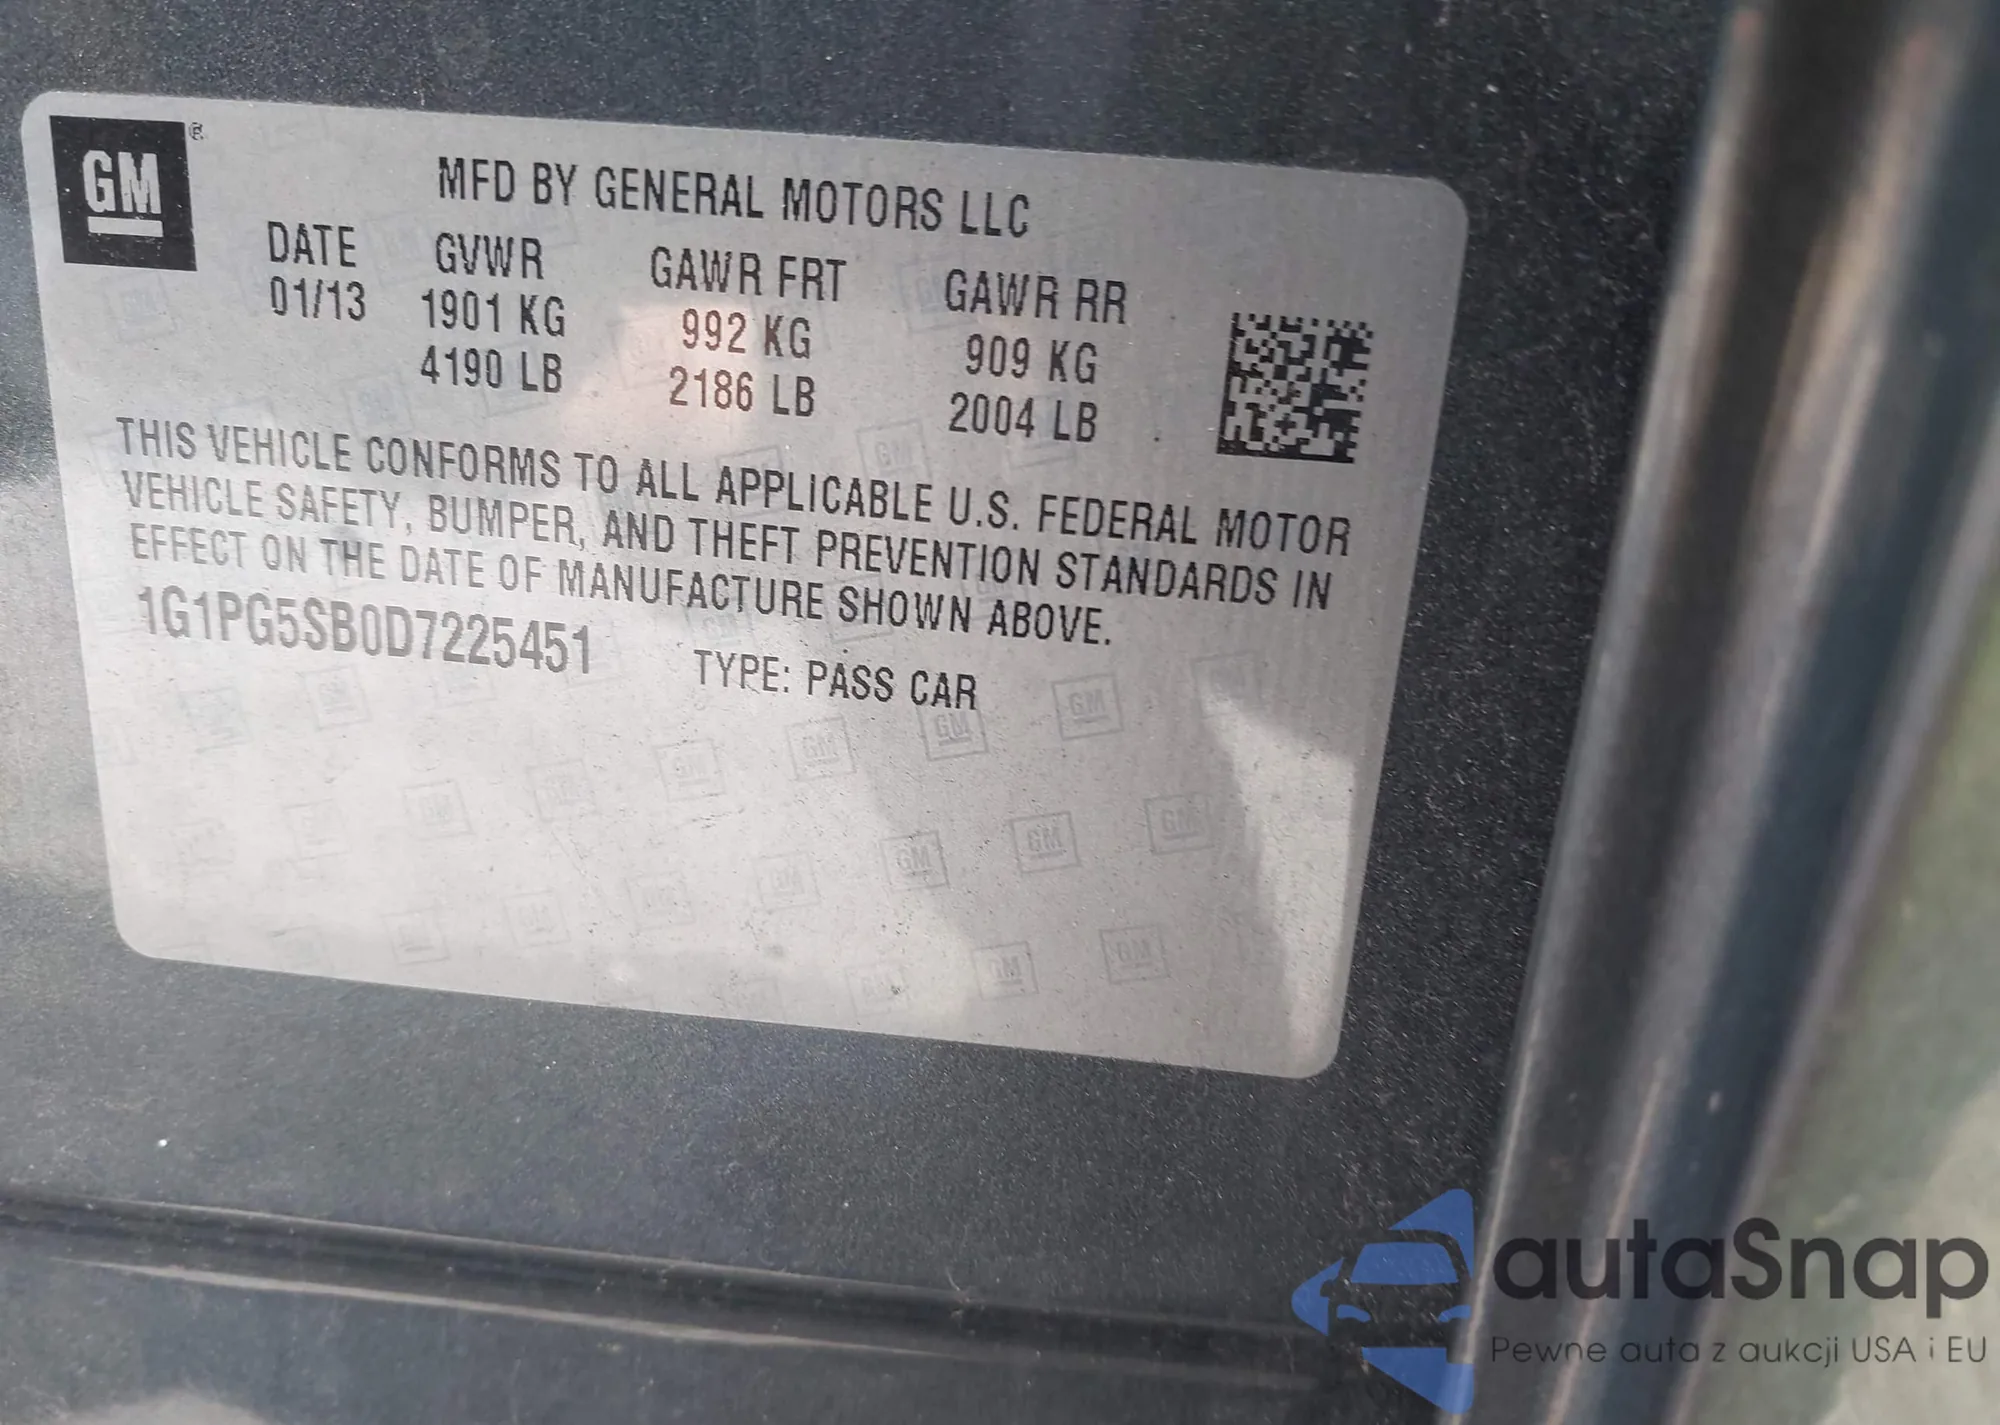 GM ®
MFD BY GENERAL MOTORS LLC
DATE GVWR GAWR FRT GAWR RR
01/13 1901 KG 992 KG 909 KG
4190 LB 2186 LB 2004 LB
THIS VEHICLE CONFORMS TO ALL APPLICABLE U.S. FEDERAL MOTOR
VEHICLE SAFETY, BUMPER, AND THEFT PREVENTION STANDARDS IN
EFFECT ON THE DATE OF MANUFACTURE SHOWN ABOVE.
1G1PG5SB0D7225451 TYPE: PASS CAR
autaSnap
Pewne auta z aukcji USA i EU